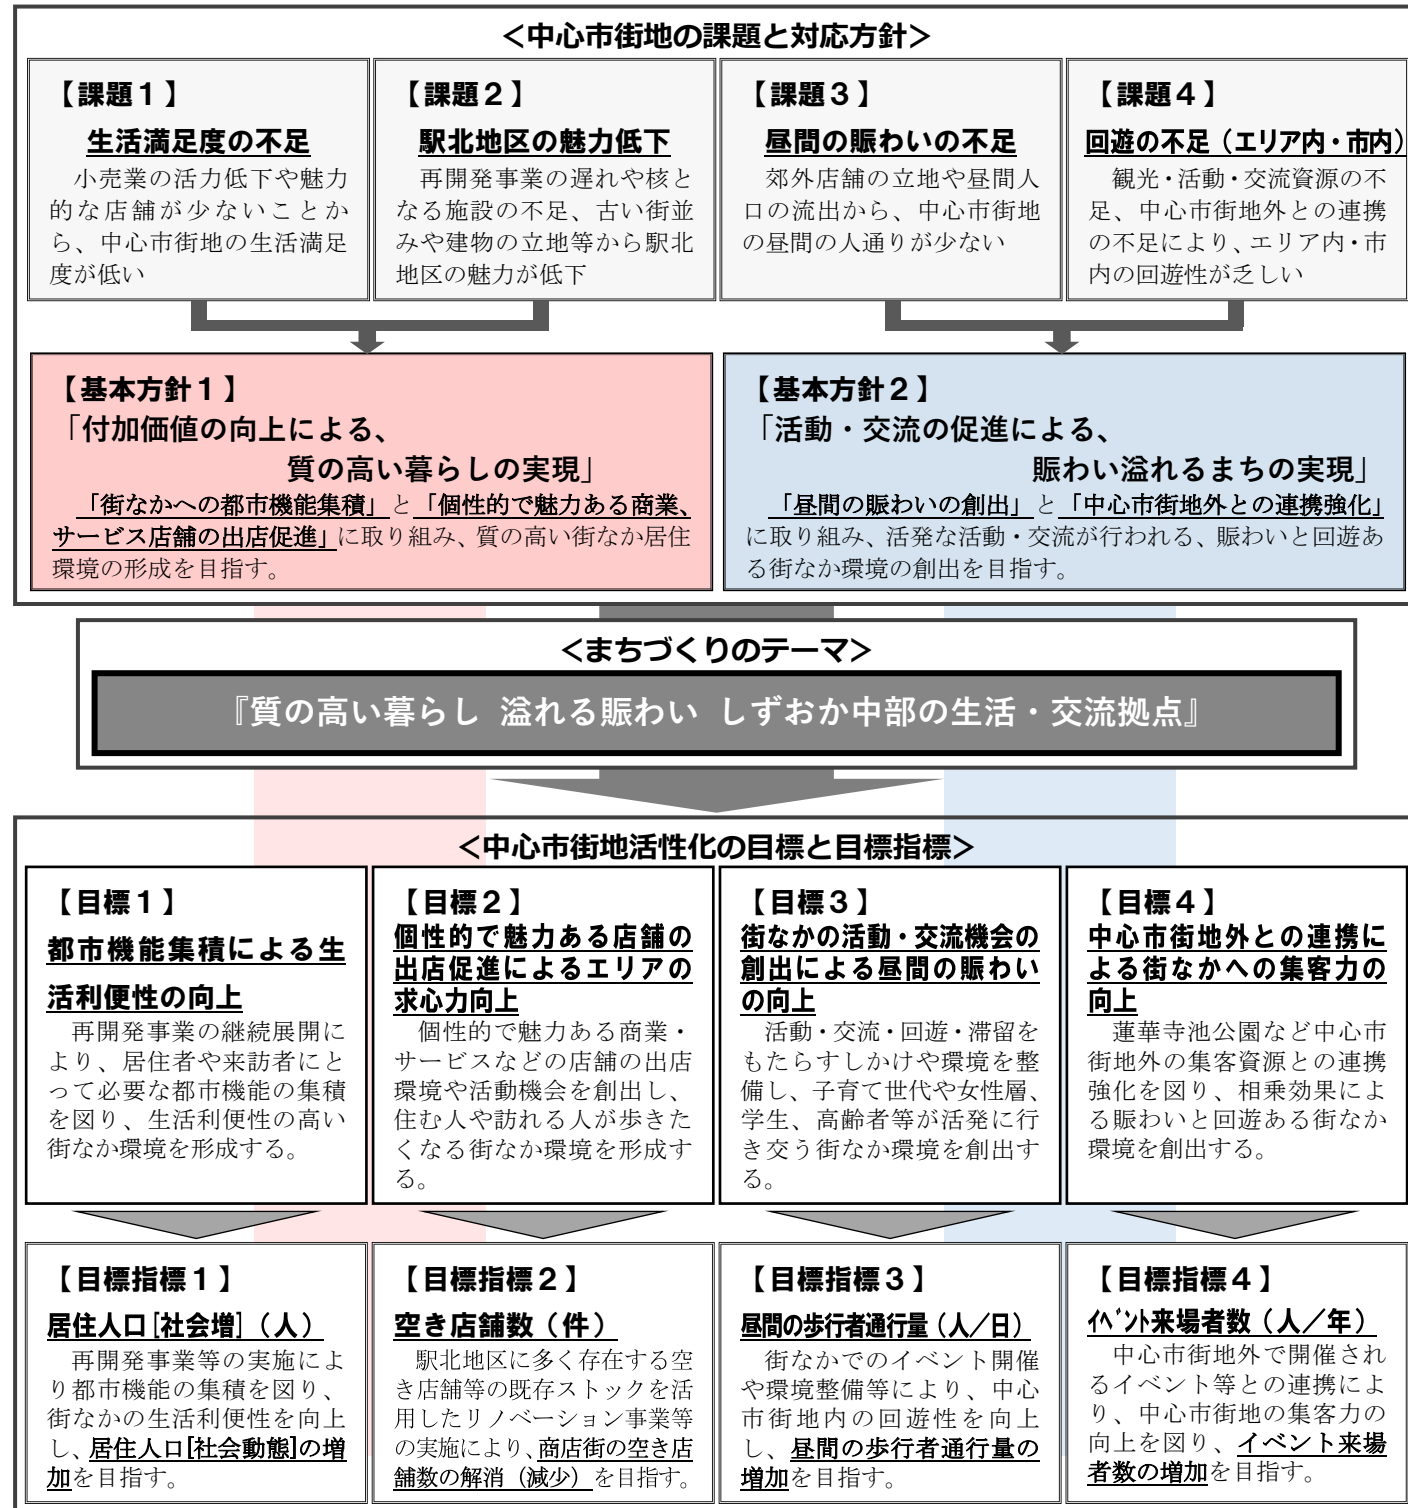 <中心市街地の課題と対応方針>
【課題１】
生活満足度の不足
小売業の活力低下や魅力
的な店舗が少ないことか
ら、中心市街地の生活満足
度が低い
【課題２】
駅北地区の魅力低下
再開発事業の遅れや核と
なる施設の不足、古い街並
みや建物の立地等から駅北
地区の魅力が低下
【課題３】
昼間の賑わいの不足
郊外店舗の立地や昼間人
口の流出から、中心市街地
の昼間の人通りが少ない
【課題４】
回遊の不足（エリア内・市内）
観光・活動・交流資源の不
足、中心市街地外との連携
の不足により、エリア内・市
内の回遊性が乏しい
【基本方針１】
「付加価値の向上による、
質の高い暮らしの実現」
「街なかへの都市機能集積」と「個性的で魅力ある商業、
サービス店舗の出店促進」に取り組み、質の高い街なか居住
環境の形成を目指す。
【基本方針２】
「活動・交流の促進による、
賑わい溢れるまちの実現」
「昼間の賑わいの創出」と「中心市街地外との連携強化」
に取り組み、活発な活動・交流が行われる、賑わいと回遊あ
る街なか環境の創出を目指す。
<まちづくりのテーマ>
『質の高い暮らし 溢れる賑わい しずおか中部の生活・交流拠点』
<中心市街地活性化の目標と目標指標>
【目標１】
都市機能集積による生
活利便性の向上
再開発事業の継続展開に
より、居住者や来訪者にと
って必要な都市機能の集積
を図り、生活利便性の高い
街なか環境を形成する。
【目標２】
個性的で魅力ある店舗の
出店促進によるエリアの
求心力向上
個性的で魅力ある商業・
サービスなどの店舗の出店
環境や活動機会を創出し、
住む人や訪れる人が歩きた
くなる街なか環境を形成す
る。
【目標３】
街なかの活動・交流機会の
創出による昼間の賑わい
の向上
活動・交流・回遊・滞留を
もたらすしかけや環境を整
備し、子育て世代や女性層、
学生、高齢者等が活発に行
き交う街なか環境を創出す
る。
【目標４】
中心市街地外との連携に
よる街なかへの集客力の
向上
蓮華寺池公園など中心市
街地外の集客資源との連携
強化を図り、相乗効果によ
る賑わいと回遊ある街なか
環境を創出する。
【目標指標１】
居住人口[社会増]（人）
再開発事業等の実施によ
り都市機能の集積を図り、
街なかの生活利便性を向上
し、居住人口[社会動態]の増
加を目指す。
【目標指標２】
空き店舗数（件）
駅北地区に多く存在する空
き店舗等の既存ストックを活
用したリノベーション事業等
の実施により、商店街の空き店
舗数の解消（減少）を目指す。
【目標指標３】
昼間の歩行者通行量（人／日）
街なかでのイベント開催
や環境整備等により、中心
市街地内の回遊性を向上
し、昼間の歩行者通行量の
増加を目指す。
【目標指標４】
ｲﾍﾞﾝﾄ来場者数（人／年）
中心市街地外で開催され
るイベント等との連携によ
り、中心市街地の集客力の
向上を図り、イベント来場
者数の増加を目指す。